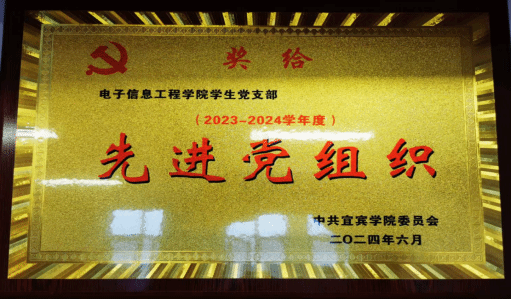 奖给
电子信息工程学院学生党支部
（2023-2024学年度）
先进党组织
中共宜宾学院委员会
二〇二四年六月